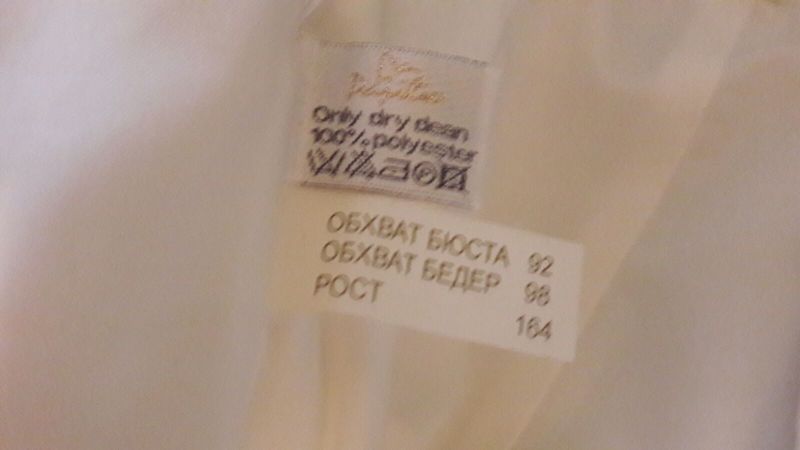 Only dry clean
100% polyester
ОБХВАТ БЮСТА 92
ОБХВАТ БЕДЕР 98
РОСТ 164